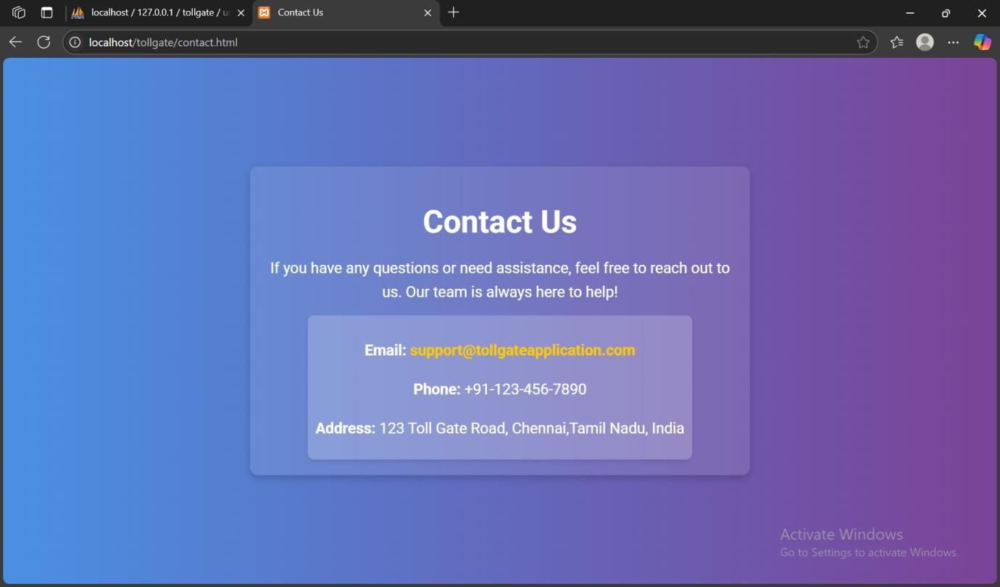 localhost / 127.0.0.1 / tollgate / u
Contact Us
localhost/tollgate/contact.html
Contact Us
If you have any questions or need assistance, feel free to reach out to
us. Our team is always here to help!
Email: support@tollgateapplication.com
Phone: +91-123-456-7890
Address: 123 Toll Gate Road, Chennai,Tamil Nadu, India
Activate Windows
Go to Settings to activate Windows.